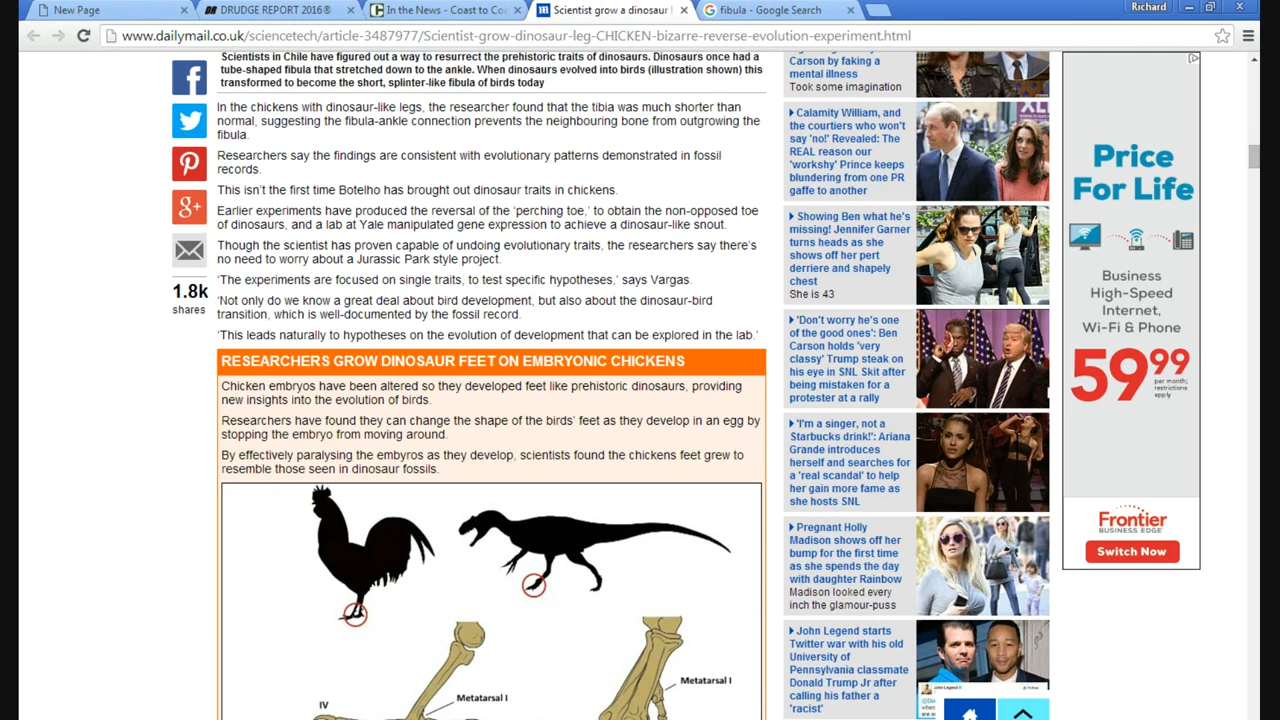 New Page
DRUDGE REPORT 2016®
In the News - Coast to Co
Scientist grow a dinosaur
fibula - Google Search
Richard
www.dailymail.co.uk/sciencetech/article-3487977/Scientist-grow-dinosaur-leg-CHICKEN-bizarre-reverse-evolution-experiment.html
Scientists in Chile have figured out a way to resurrect the prehistoric traits of dinosaurs. Dinosaurs once had a
tube-shaped fibula that stretched down to the ankle. When dinosaurs evolved into birds (illustration shown) this
transformed to become the short, splinter-like fibula of birds today
In the chickens with dinosaur-like legs, the researcher found that the tibia was much shorter than
normal, suggesting the fibula-ankle connection prevents the neighbouring bone from outgrowing the
fibula.
Researchers say the findings are consistent with evolutionary patterns demonstrated in fossil
records.
This isn't the first time Botelho has brought out dinosaur traits in chickens.
Earlier experiments have produced the reversal of the 'perching toe,' to obtain the non-opposed toe
of dinosaurs, and a lab at Yale manipulated gene expression to achieve a dinosaur-like snout.
Though the scientist has proven capable of undoing evolutionary traits, the researchers say there's
no need to worry about a Jurassic Park style project.
'The experiments are focused on single traits, to test specific hypotheses,' says Vargas.
'Not only do we know a great deal about bird development, but also about the dinosaur-bird
transition, which is well-documented by the fossil record.
'This leads naturally to hypotheses on the evolution of development that can be explored in the lab.'
g+
1.8k
shares
RESEARCHERS GROW DINOSAUR FEET ON EMBRYONIC CHICKENS
Chicken embryos have been altered so they developed feet like prehistoric dinosaurs, providing
new insights into the evolution of birds.
Researchers have found they can change the shape of the birds' feet as they develop in an egg by
stopping the embryo from moving around.
By effectively paralysing the embyros as they develop, scientists found the chickens feet grew to
resemble those seen in dinosaur fossils.
Metatarsal I
IV
Metatarsal I
Carson by faking a
mental illness
Took some imagination
Calamity William, and
the courtiers who won't
say 'no!' Revealed: The
REAL reason our
'workshy' Prince keeps
blundering from one PR
gaffe to another
Showing Ben what he's
missing! Jennifer Garner
turns heads as she
shows off her pert
derriere and shapely
chest
She is 43
'Don't worry he's one
of the good ones': Ben
Carson holds 'very
classy' Trump steak on
his eye in SNL Skit after
being mistaken for a
protester at a rally
'I'm a singer, not a
Starbucks drink!': Ariana
Grande introduces
herself and searches for
a 'real scandal' to help
her gain more fame as
she hosts SNL
Pregnant Holly
Madison shows off her
bump for the first time
as she spends the day
with daughter Rainbow
Madison looked every
inch the glamour-puss
John Legend starts
Twitter war with his old
University of
Pennsylvania classmate
Donald Trump Jr after
calling his father a
'racist'
XL
Price
For Life
Business
High-Speed
Internet,
Wi-Fi & Phone
59 99
per month;
restrictions
apply
Frontier
BUSINESS EDGE
Switch Now